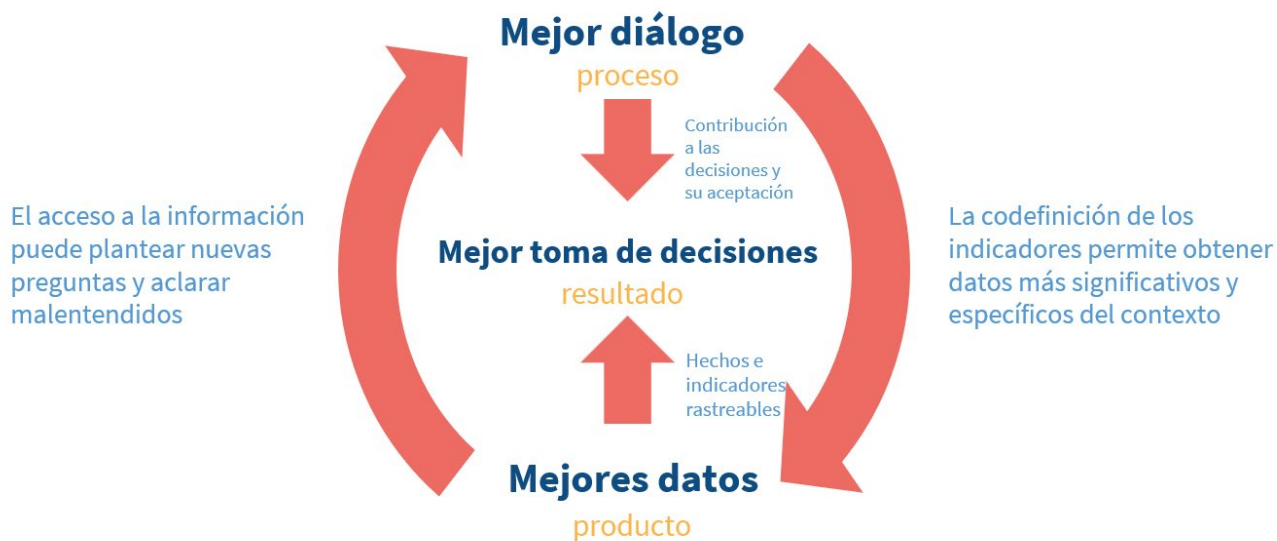 Mejor diálogo
proceso
Contribución
a las
decisiones y
su aceptación
El acceso a la información
puede plantear nuevas
preguntas y aclarar
malentendidos
Mejor toma de decisiones
resultado
La codefinición de los
indicadores permite obtener
datos más significativos y
específicos del contexto
Hechos e
indicadores
rastreables
Mejores datos
producto